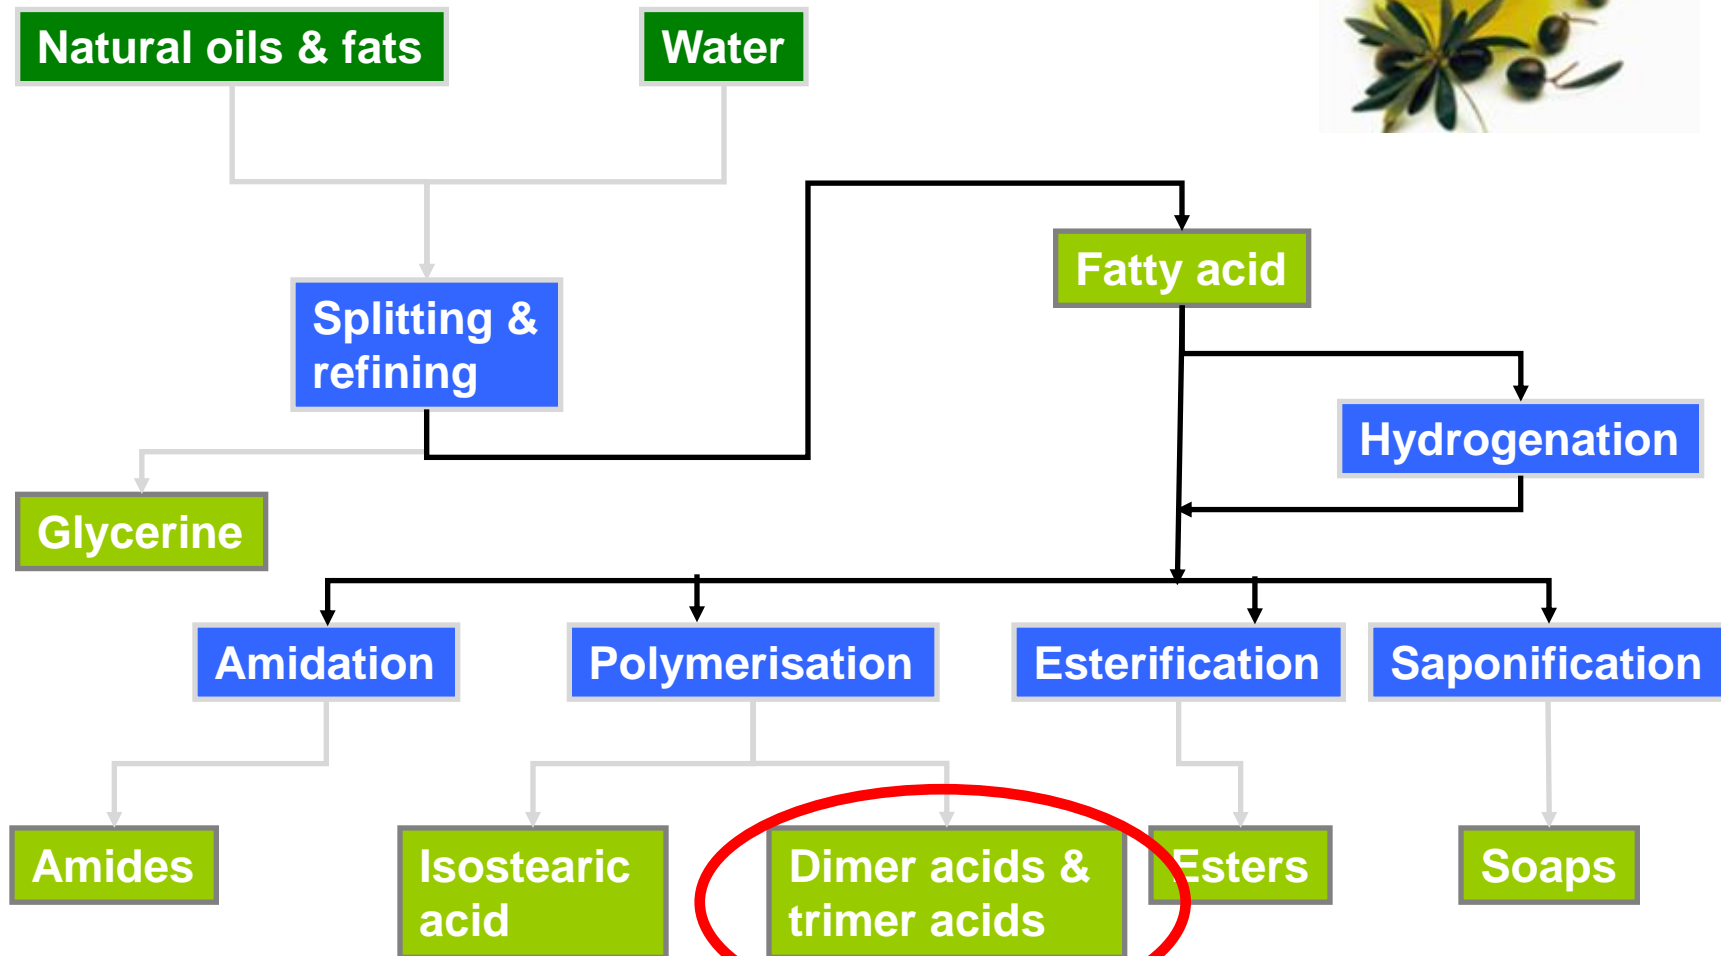 Natural oils & fats
Water
Fatty acid
Splitting &
refining
Hydrogenation
Glycerine
Amidation
Polymerisation
Esterification
Saponification
Amides
Isostearic
acid
Dimer acids &
trimer acids
Esters
Soaps